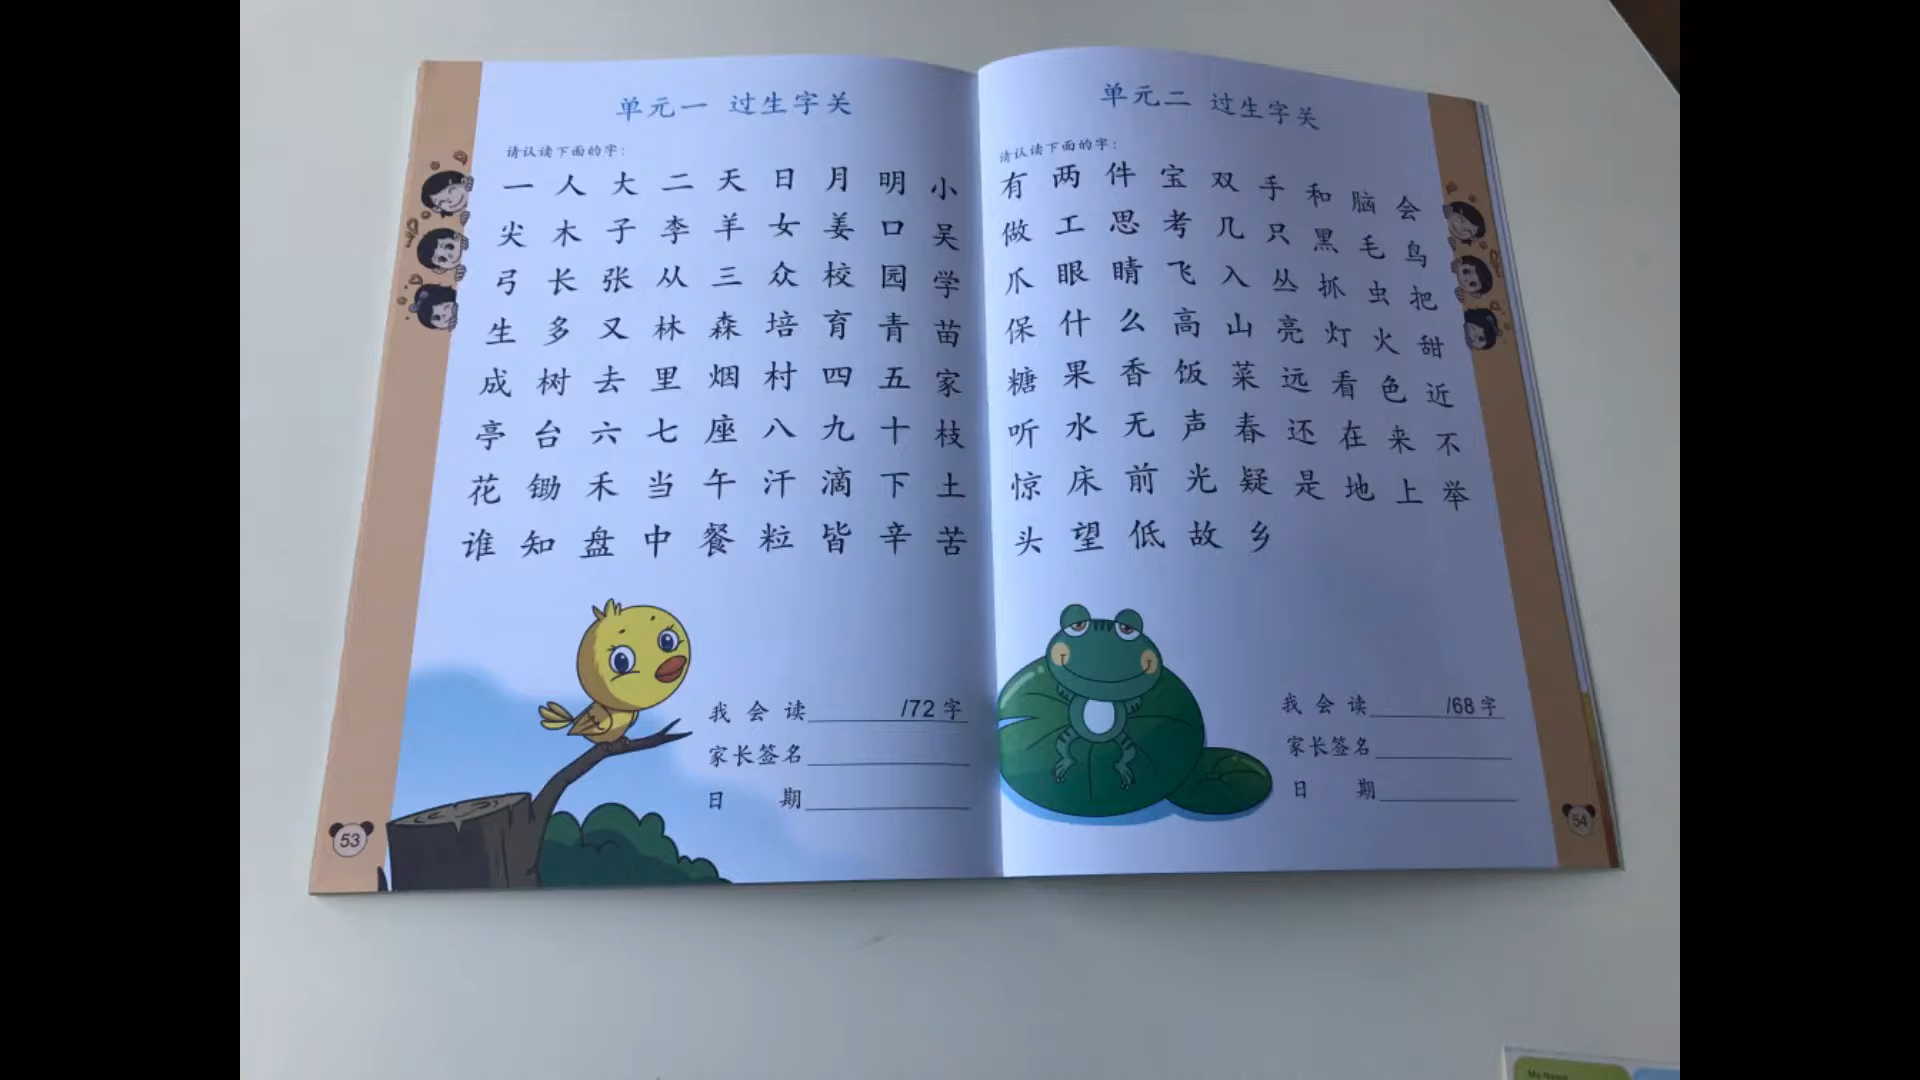 单元一 过生字关
请认读下面的字：
一 人 大 二 天 日 月 明 小
尖 木 子 李 羊 女 姜 口 吴
弓 长 张 从 三 众 校 园 学
生 多 又 林 森 培 育 青 苗
成 树 去 里 烟 村 四 五 家
亭 台 六 七 座 八 九 十 枝
花 锄 禾 当 午 汗 滴 下 土
谁 知 盘 中 餐 粒 皆 辛 苦
我 会 读 /72 字
家长签名
日 期
53
单元二 过生字关
请认读下面的字：
有 两 件 宝 双 手 和 脑 会
做 工 思 考 几 只 黑 毛 鸟
爪 眼 睛 飞 入 丛 抓 虫 把
保 什 么 高 山 亮 灯 火 甜
糖 果 香 饭 菜 远 看 色 近
听 水 无 声 春 还 在 来 不
惊 床 前 光 疑 是 地 上 举
头 望 低 故 乡
我 会 读 /68 字
家长签名
日 期
54
My Name